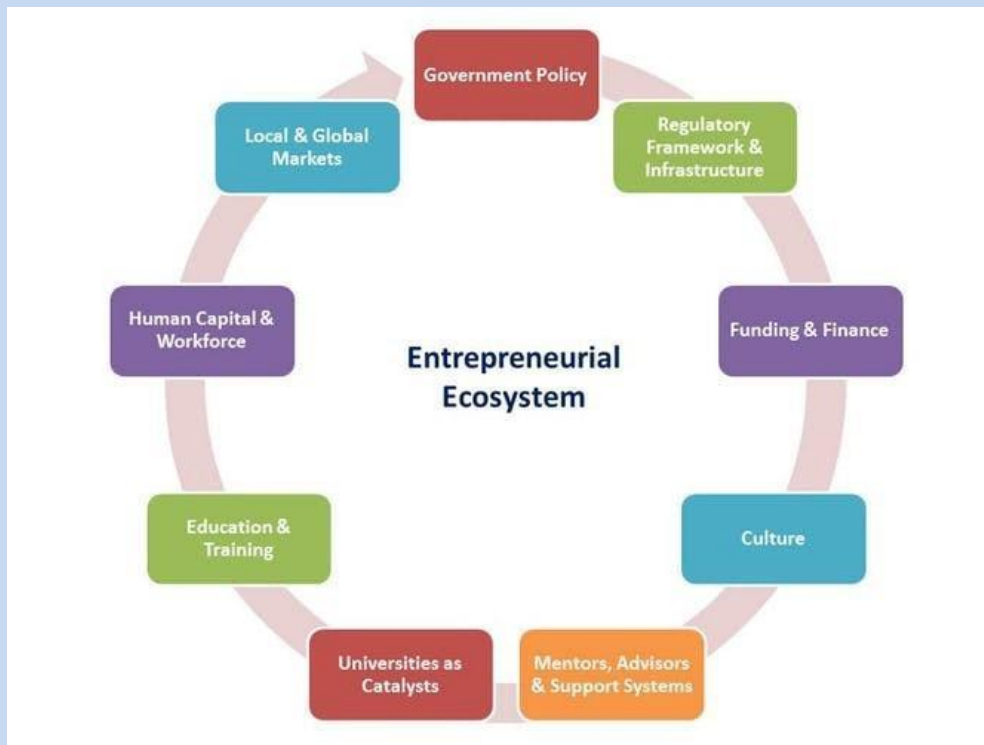 Government Policy
Regulatory
Framework &
Infrastructure
Funding & Finance
Culture
Mentors, Advisors
& Support Systems
Universities as
Catalysts
Education &
Training
Human Capital &
Workforce
Local & Global
Markets
Entrepreneurial
Ecosystem